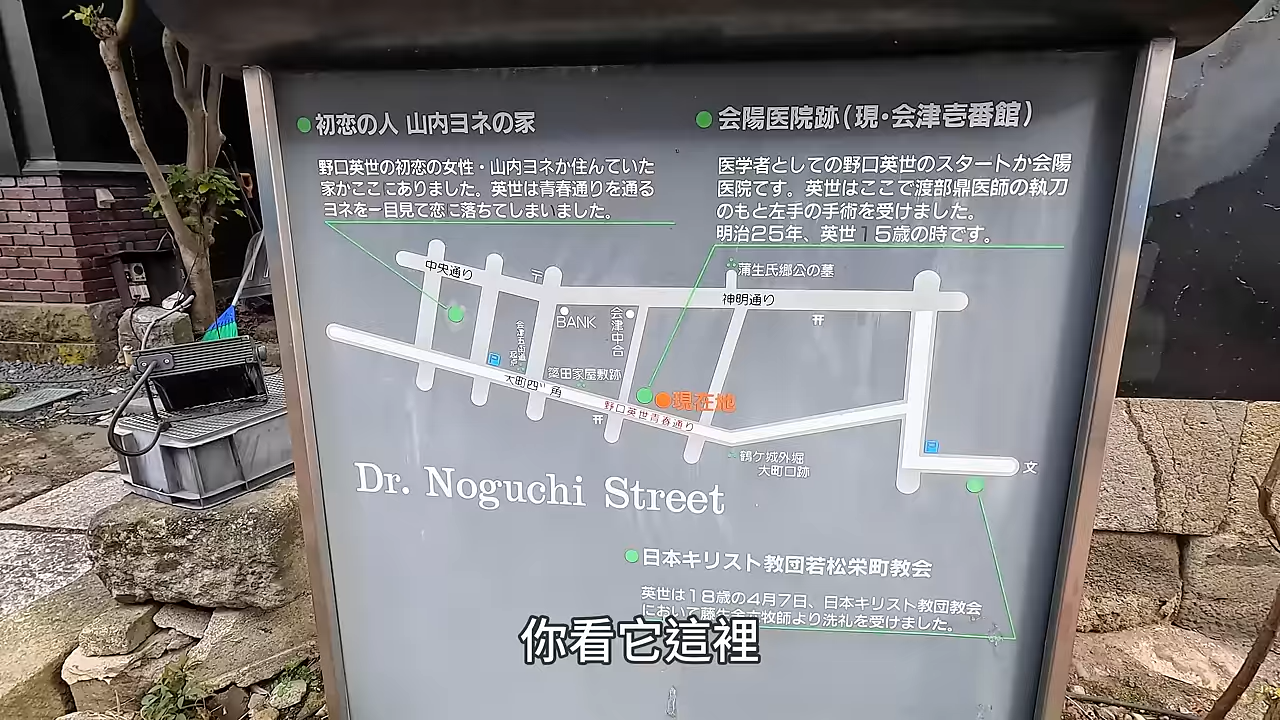 初恋の人 山内ヨネの家
野口英世の初恋の女性・山内ヨネが住んでいた
家がここにありました。英世は青春通りを通る
ヨネを一目見て恋に落ちてしまいました。
会陽医院跡(現・会津壱番館)
医学者としての野口英世のスタートが会陽
医院です。英世はここで渡部鼎医師の執刀
のもと左手の手術を受けました。
明治25年、英世15歳の時です。
中央通り
〒
BANK
会津中合
蒲生氏郷公の墓
神明通り
P
簗田家屋敷跡
大町四ツ角
野口英世青春通り
現在地
鶴ケ城外堀
大町口跡
P
文
Dr. Noguchi Street
日本キリスト教団若松栄町教会
英世は18歳の4月7日、日本キリスト教団教会
において藤生金六牧師より洗礼を受けました。
你看它這裡